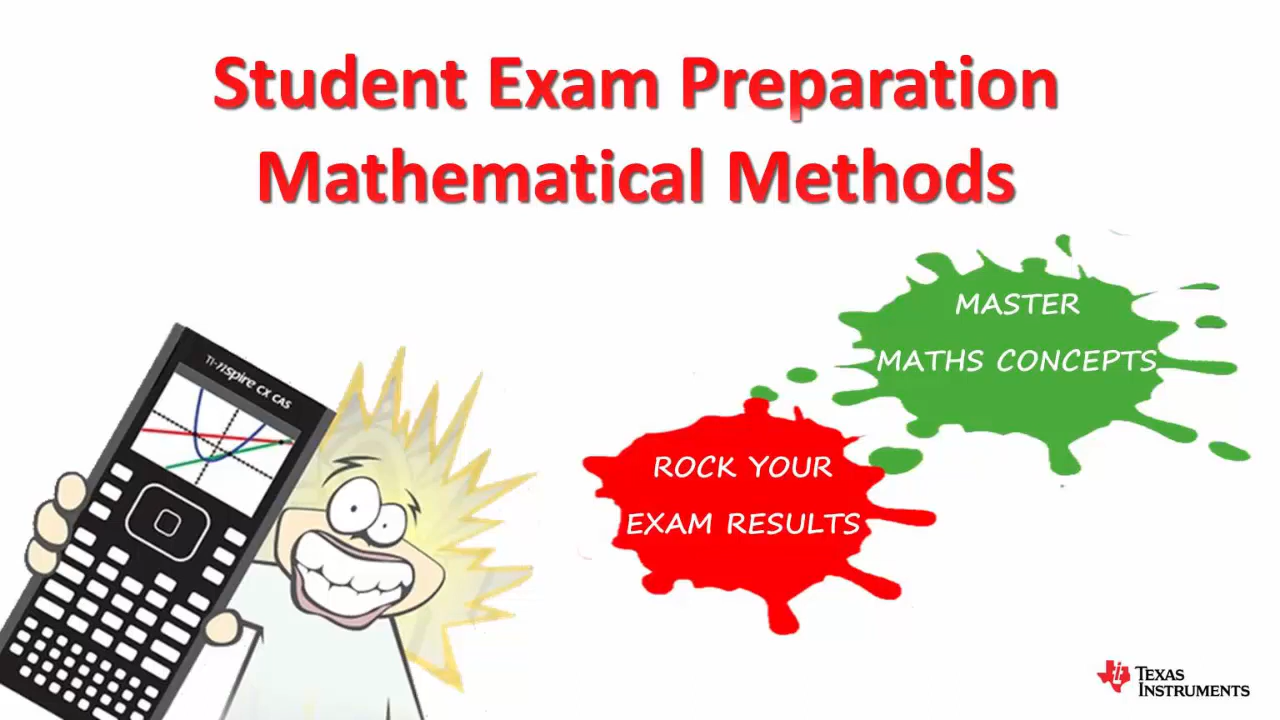 Student Exam Preparation
Mathematical Methods
MASTER
MATHS CONCEPTS
TI-nspire CX CAS
ROCK YOUR
EXAM RESULTS
TEXAS
INSTRUMENTS